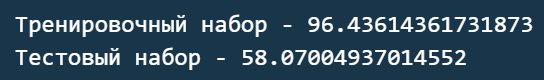 Тренировочный набор - 96.43614361731873
Тестовый набор - 58.07004937014552